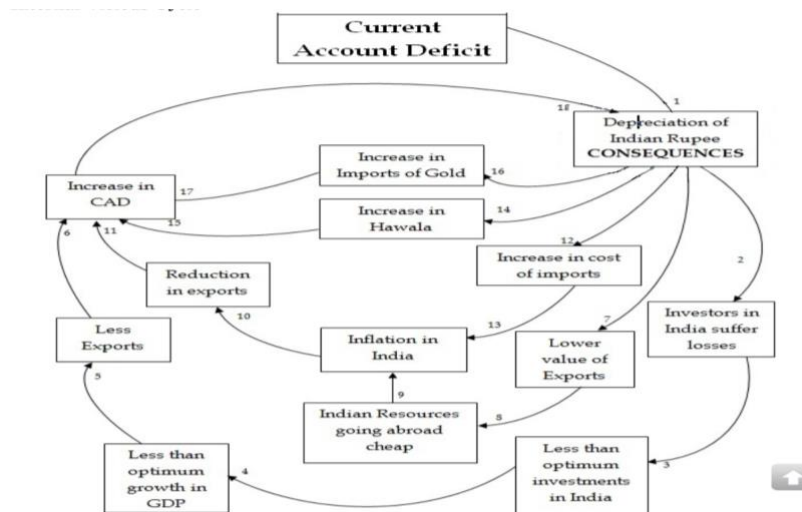 Current
Account Deficit
1
18
Depreciation of
Indian Rupee
CONSEQUENCES
Increase in
Imports of Gold
16
17
Increase in
CAD
Increase in
Hawala
14
15
6
11
12
Increase in cost
of imports
2
Reduction
in exports
10
13
7
Investors in
India suffer
losses
Less
Exports
Inflation in
India
Lower
value of
Exports
5
9
8
Indian Resources
going abroad
cheap
Less than
optimum
growth in
GDP
4
Less than
optimum
investments
in India
3